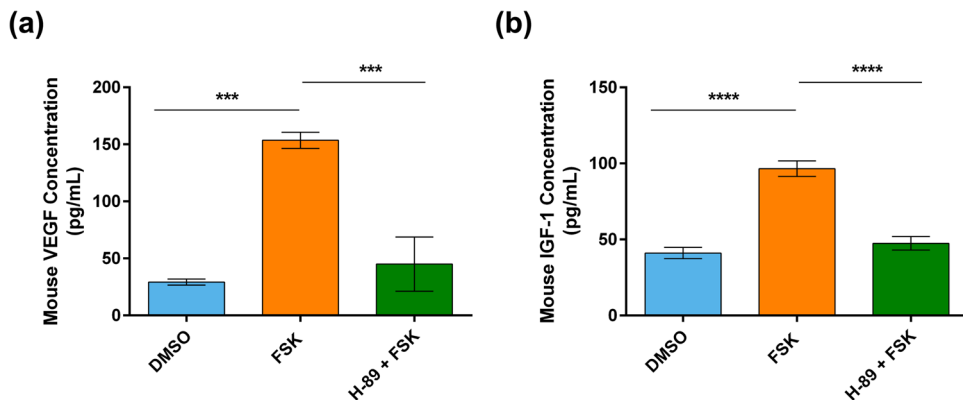 (a)
Mouse VEGF Concentration
(pg/mL)
200
150
100
50
0
***
***
DMSO
FSK
H-89 + FSK
(b)
Mouse IGF-1 Concentration
(pg/mL)
150
100
50
0
****
****
DMSO
FSK
H-89 + FSK